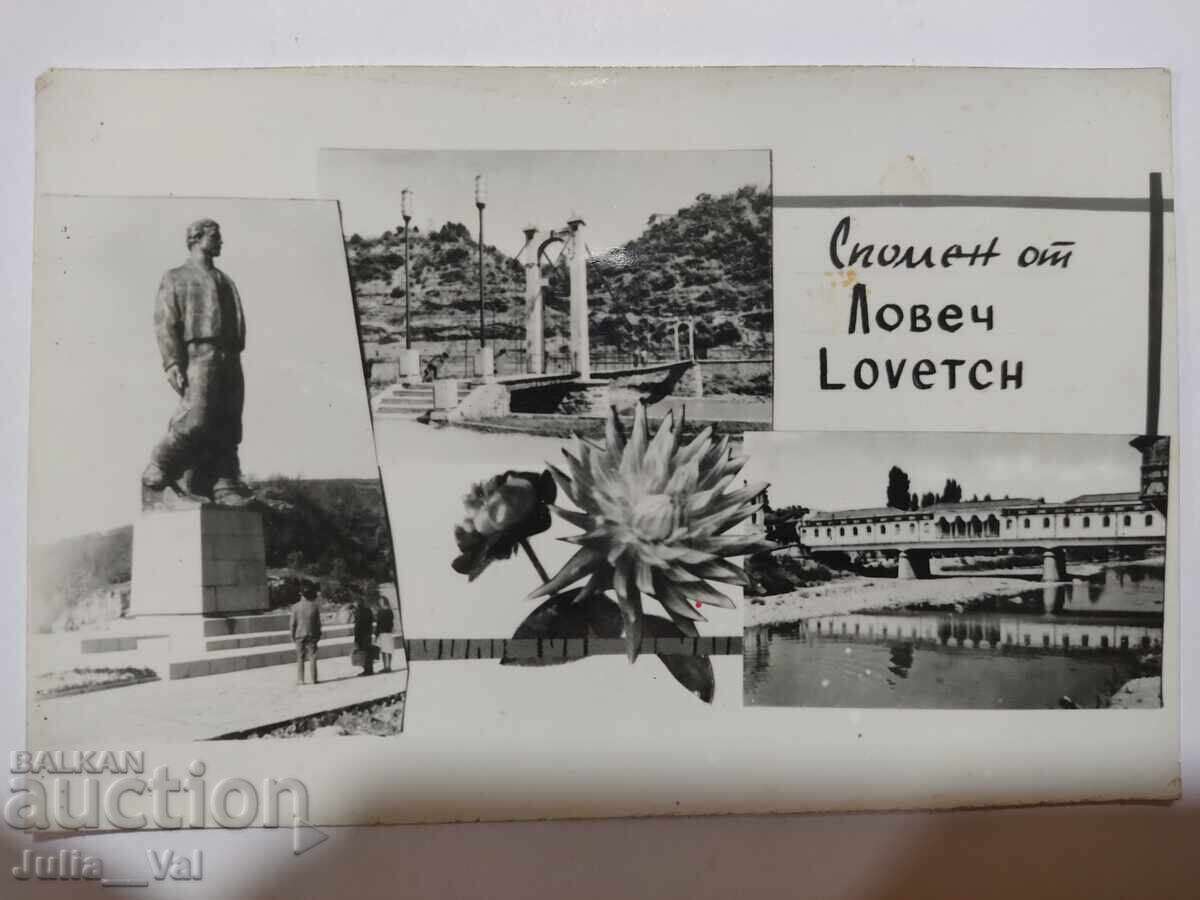 Спомен от
Ловеч
Lovetch
BALKAN
auction
Julia__Val